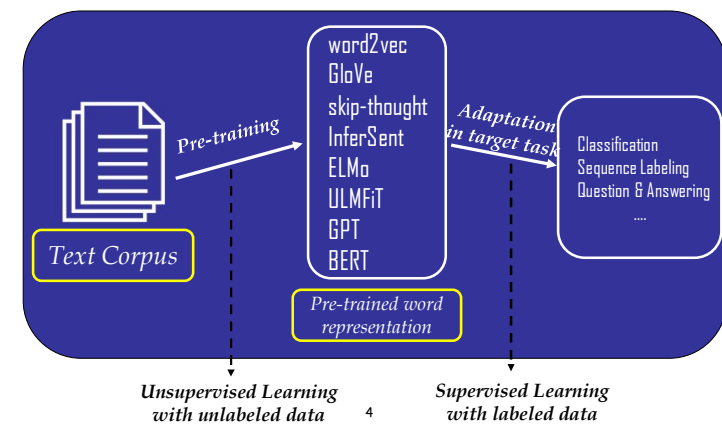 Text Corpus
Pre-training
word2vec
GloVe
skip-thought
InferSent
ELMo
ULMFiT
GPT
BERT
Pre-trained word
representation
Adaptation
in target task
Classification
Sequence Labeling
Question & Answering
....
Unsupervised Learning
with unlabeled data
4
Supervised Learning
with labeled data